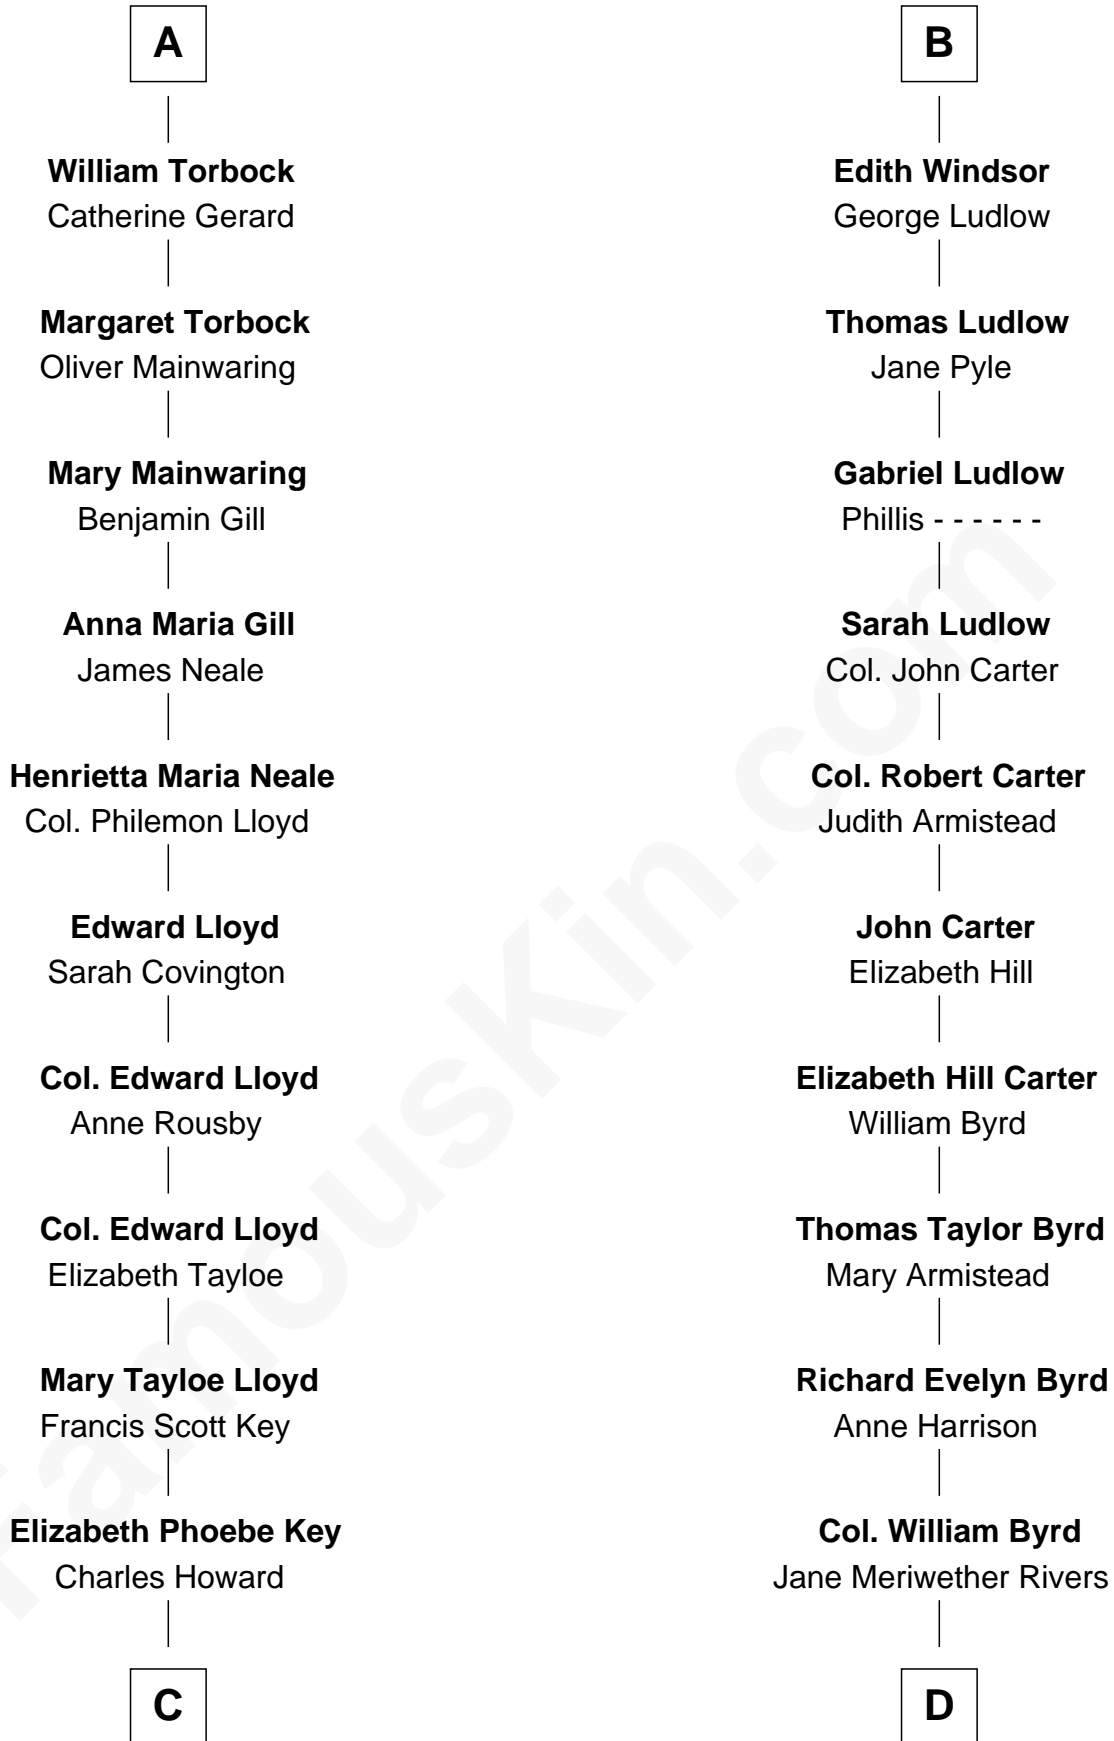 A
William Torbock
Catherine Gerard
Margaret Torbock
Oliver Mainwaring
Mary Mainwaring
Benjamin Gill
Anna Maria Gill
James Neale
Henrietta Maria Neale
Col. Philemon Lloyd
Edward Lloyd
Sarah Covington
Col. Edward Lloyd
Anne Rousby
Col. Edward Lloyd
Elizabeth Tayloe
Mary Tayloe Lloyd
Francis Scott Key
Elizabeth Phoebe Key
Charles Howard
C
B
Edith Windsor
George Ludlow
Thomas Ludlow
Jane Pyle
Gabriel Ludlow
Phillis - - - - - -
Sarah Ludlow
Col. John Carter
Col. Robert Carter
Judith Armistead
John Carter
Elizabeth Hill
Elizabeth Hill Carter
William Byrd
Thomas Taylor Byrd
Mary Armistead
Richard Evelyn Byrd
Anne Harrison
Col. William Byrd
Jane Meriwether Rivers
D
FamousKin.com